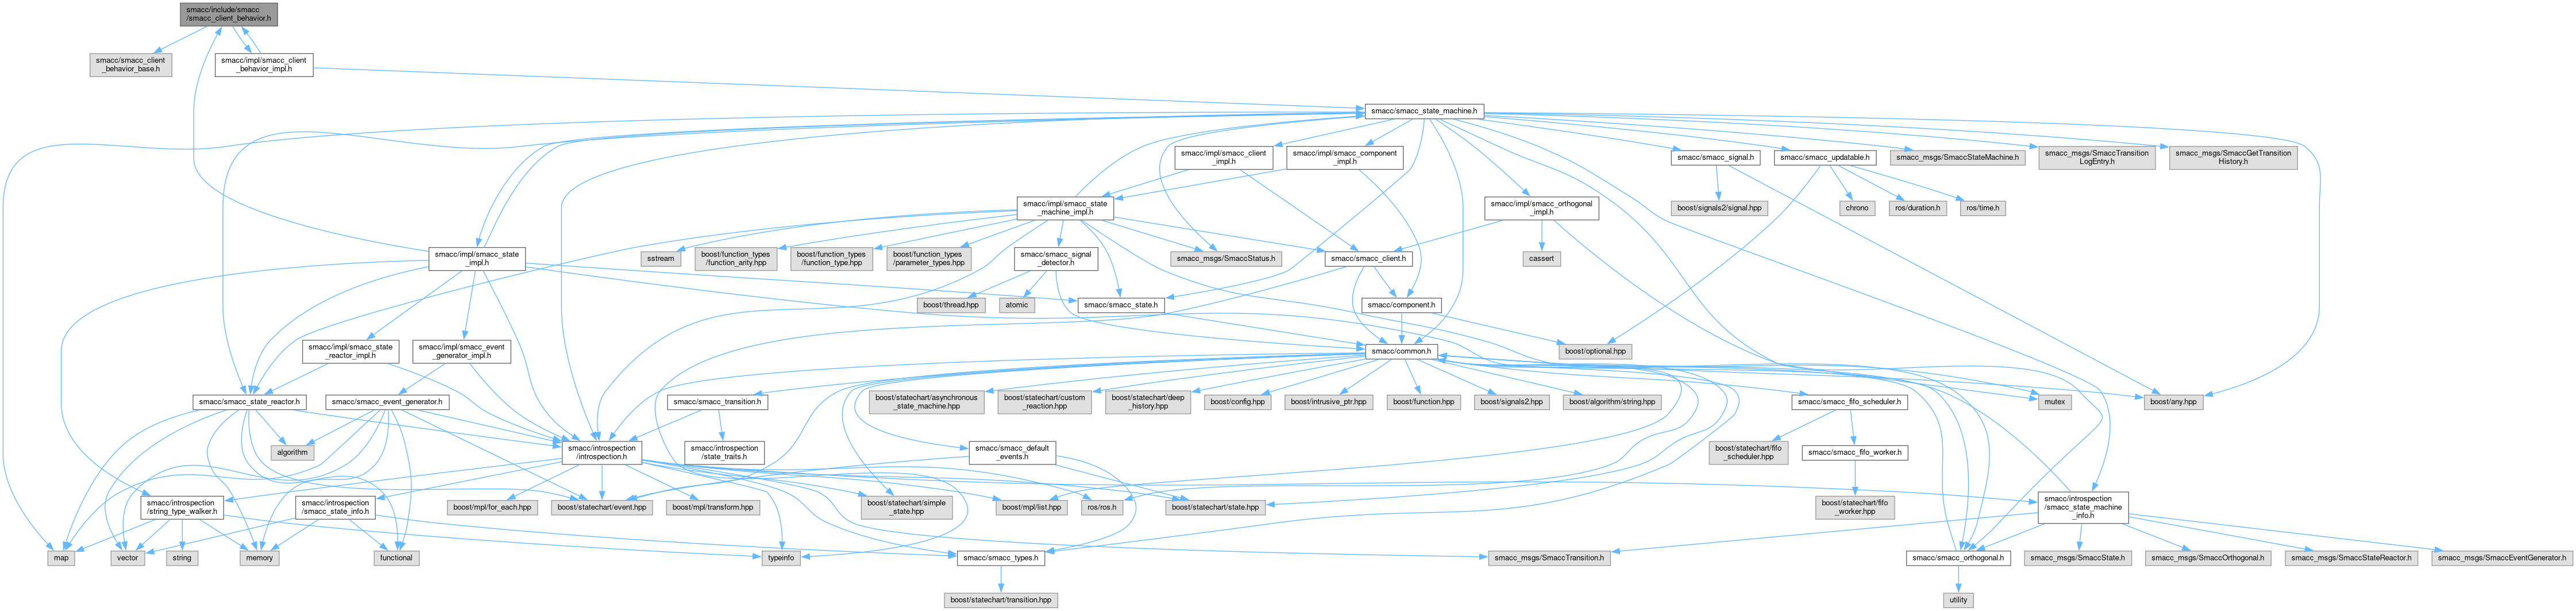 smacc/include/smacc
/smacc_client_behavior.h
smacc/smacc_client
_behavior_base.h
smacc/impl/smacc_client
_behavior_impl.h
smacc/smacc_state_machine.h
smacc/impl/smacc_client
_impl.h
smacc/impl/smacc_component
_impl.h
smacc/smacc_signal.h
smacc/smacc_updatable.h
smacc_msgs/SmaccStateMachine.h
smacc_msgs/SmaccTransition
LogEntry.h
smacc_msgs/SmaccGetTransition
History.h
smacc/impl/smacc_state
_machine_impl.h
smacc/impl/smacc_orthogonal
_impl.h
boost/signals2/signal.hpp
chrono
ros/duration.h
ros/time.h
smacc/impl/smacc_state
_impl.h
sstream
boost/function_types
/function_arity.hpp
boost/function_types
/function_type.hpp
boost/function_types
/parameter_types.hpp
smacc/smacc_signal
_detector.h
smacc_msgs/SmaccStatus.h
smacc/smacc_client.h
cassert
boost/thread.hpp
atomic
smacc/smacc_state.h
smacc/component.h
smacc/impl/smacc_state
_reactor_impl.h
smacc/impl/smacc_event
_generator_impl.h
smacc/common.h
boost/optional.hpp
smacc/smacc_state_reactor.h
smacc/smacc_event_generator.h
smacc/smacc_transition.h
boost/statechart/asynchronous
_state_machine.hpp
boost/statechart/custom
_reaction.hpp
boost/statechart/deep
_history.hpp
boost/config.hpp
boost/intrusive_ptr.hpp
boost/function.hpp
boost/signals2.hpp
boost/algorithm/string.hpp
smacc/smacc_fifo_scheduler.h
mutex
boost/any.hpp
algorithm
smacc/introspection
/introspection.h
smacc/introspection
/state_traits.h
smacc/smacc_default
_events.h
boost/statechart/fifo
_scheduler.hpp
smacc/smacc_fifo_worker.h
smacc/introspection
/string_type_walker.h
smacc/introspection
/smacc_state_info.h
boost/mpl/for_each.hpp
boost/statechart/event.hpp
boost/mpl/transform.hpp
boost/statechart/simple
_state.hpp
boost/mpl/list.hpp
ros/ros.h
boost/statechart/state.hpp
boost/statechart/fifo
_worker.hpp
smacc/introspection
/smacc_state_machine
_info.h
map
vector
string
memory
functional
typeinfo
smacc/smacc_types.h
smacc_msgs/SmaccTransition.h
smacc/smacc_orthogonal.h
smacc_msgs/SmaccState.h
smacc_msgs/SmaccOrthogonal.h
smacc_msgs/SmaccStateReactor.h
smacc_msgs/SmaccEventGenerator.h
boost/statechart/transition.hpp
utility